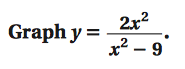 Graph y = 2x² / x² − 9.